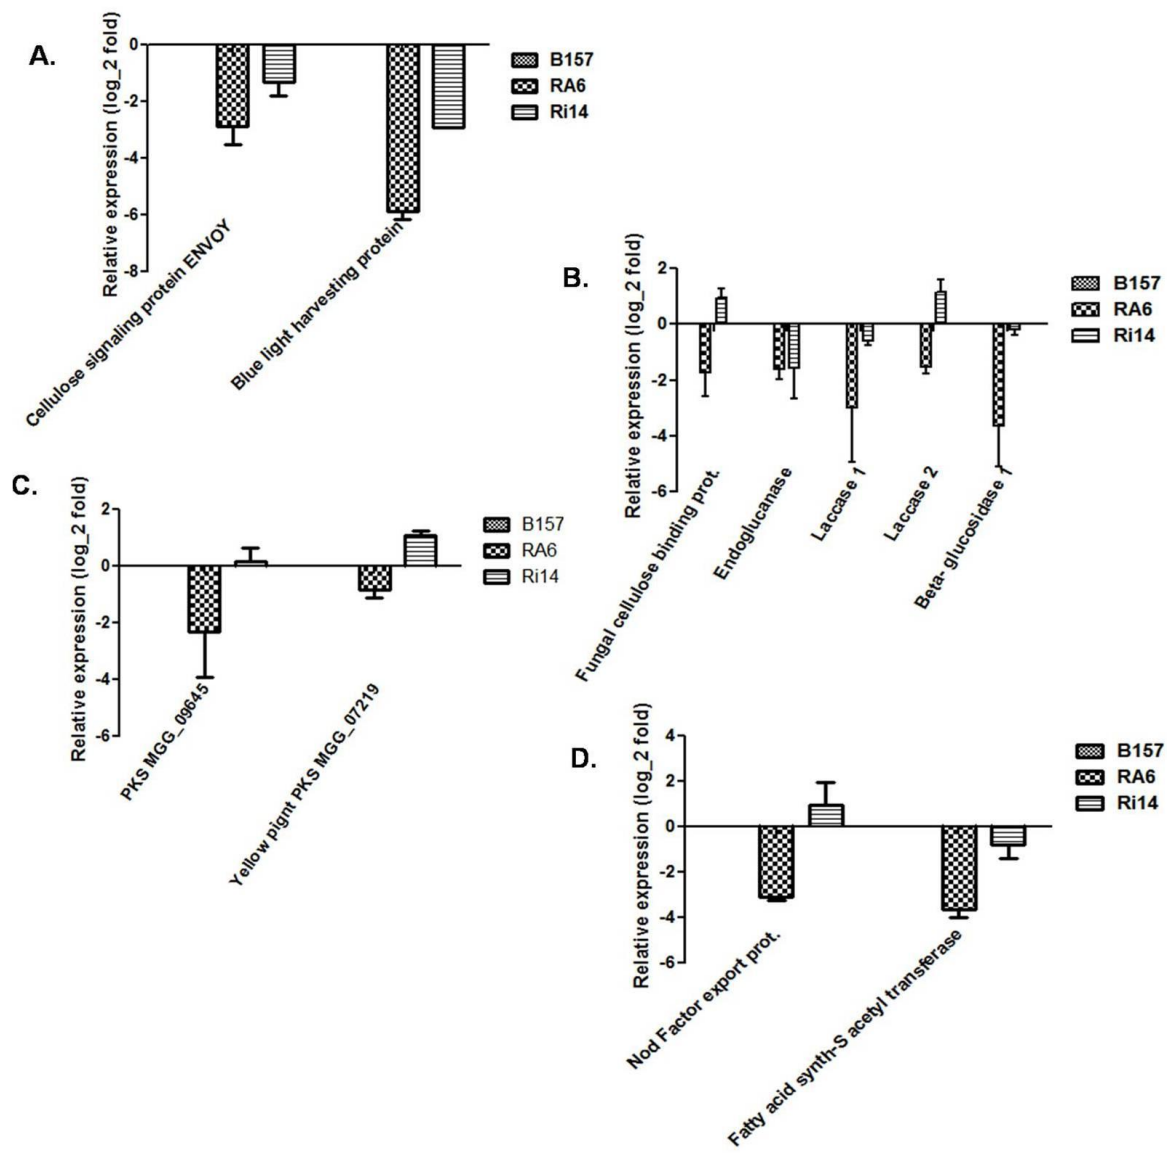 A.
Relative expression (log_2 fold)
0
-2
-4
-6
-8
Cellulose signaling protein ENVOY
Blue light harvesting protein
B157
RA6
Ri14
B.
Relative expression (log_2 fold)
2
0
-2
-4
-6
Fungal cellulose binding prot.
Endoglucanase
Laccase 1
Laccase 2
Beta- glucosidase 1
B157
RA6
Ri14
C.
Relative expression (log_2 fold)
2
0
-2
-4
-6
PKS MGG_09645
Yellow pignt PKS MGG_07219
B157
RA6
Ri14
D.
Relative expression (log_2 fold)
4
2
0
-2
-4
-6
Nod Factor export prot.
Fatty acid synth-S acetyl transferase
B157
RA6
Ri14